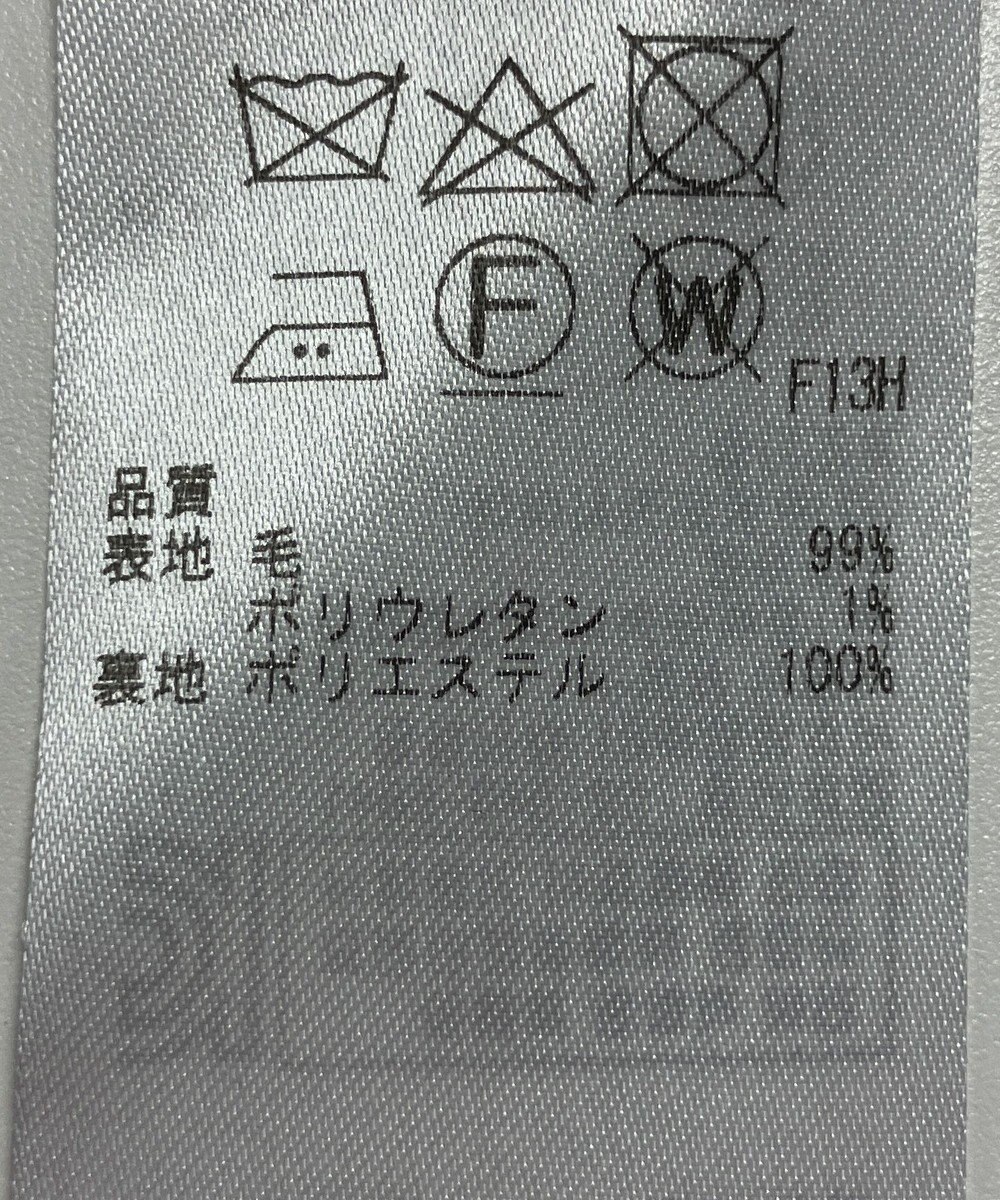 F
W
F13H
品質
表地 毛 99%
ポリウレタン 1%
裏地 ポリエステル 100%